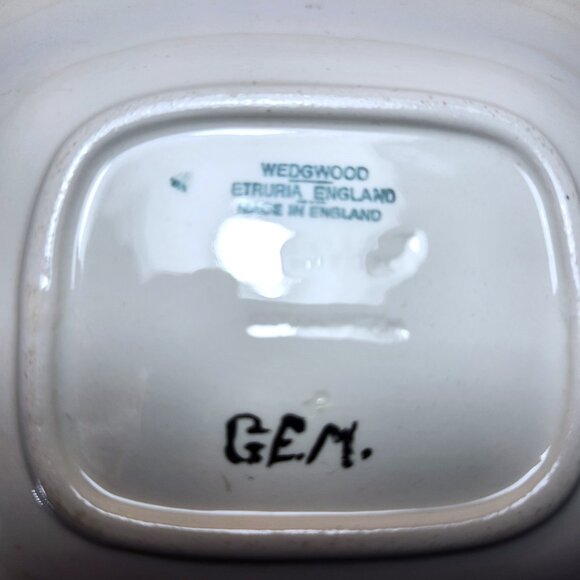 WEDGWOOD
ETRURIA, ENGLAND
MADE IN ENGLAND
G.E.M.